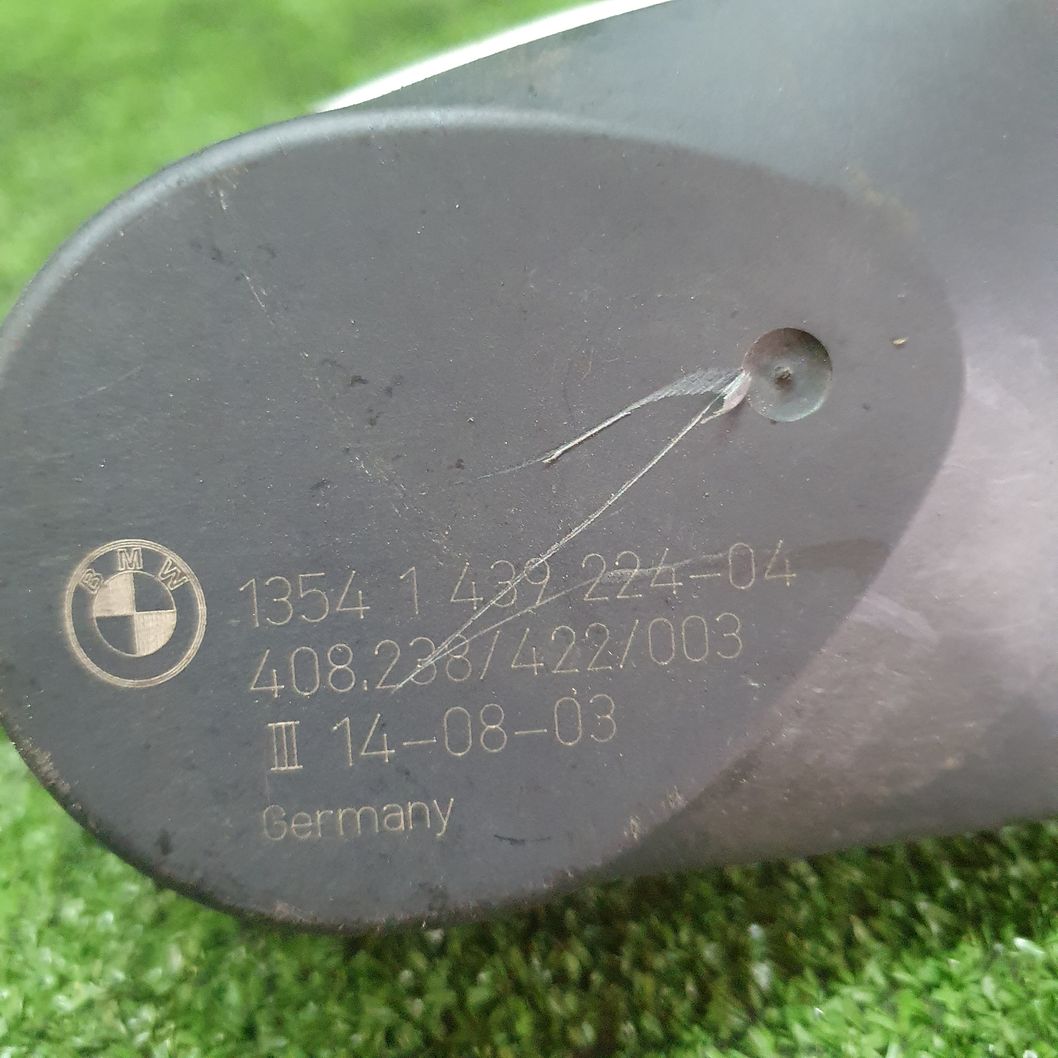 BMW
1354 1 439 224-04
408.238/422/003
III 14-08-03
Germany